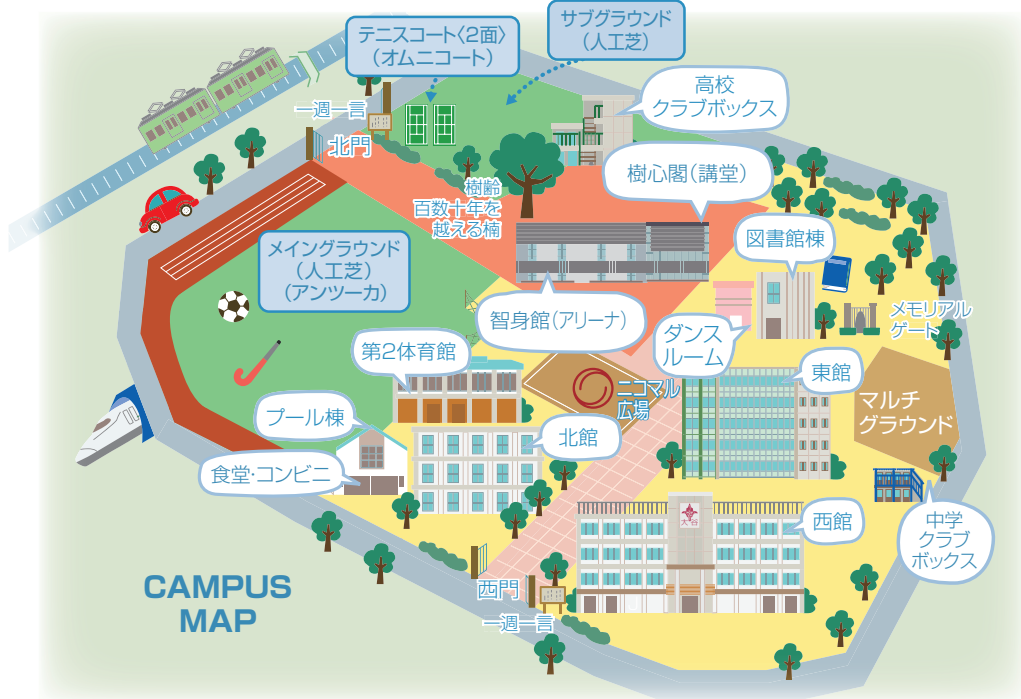 テニスコート〈2面〉
(オムニコート)
サブグラウンド
(人工芝)
高校
クラブボックス
一週一言
北門
樹齢
百数十年を
越える楠
樹心閣(講堂)
図書館棟
メイングラウンド
(人工芝)
(アンツーカ)
智身館(アリーナ)
メモリアル
ゲート
ダンス
ルーム
第2体育館
東館
ニコマル
広場
マルチ
グラウンド
プール棟
北館
食堂・コンビニ
西館
大谷
中学
クラブ
ボックス
西門
一週一言
CAMPUS
MAP